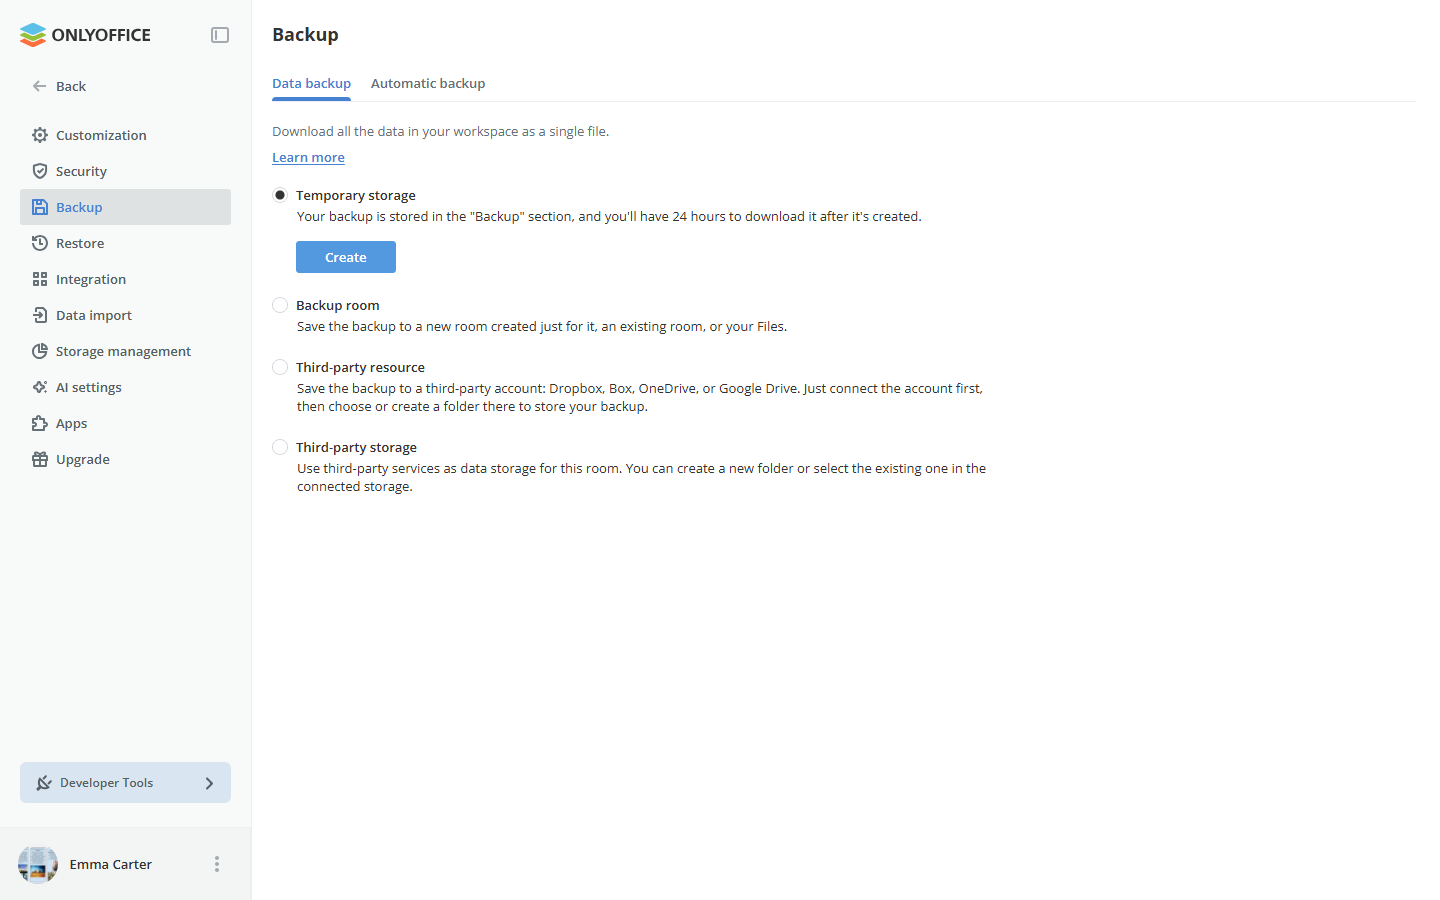 ONLYOFFICE
Back
Customization
Security
Backup
Restore
Integration
Data import
Storage management
AI settings
Apps
Upgrade
Developer Tools
Emma Carter
Backup
Data backup
Automatic backup
Download all the data in your workspace as a single file.
Learn more
Temporary storage
Your backup is stored in the "Backup" section, and you'll have 24 hours to download it after it's created.
Create
Backup room
Save the backup to a new room created just for it, an existing room, or your Files.
Third-party resource
Save the backup to a third-party account: Dropbox, Box, OneDrive, or Google Drive. Just connect the account first,
then choose or create a folder there to store your backup.
Third-party storage
Use third-party services as data storage for this room. You can create a new folder or select the existing one in the
connected storage.